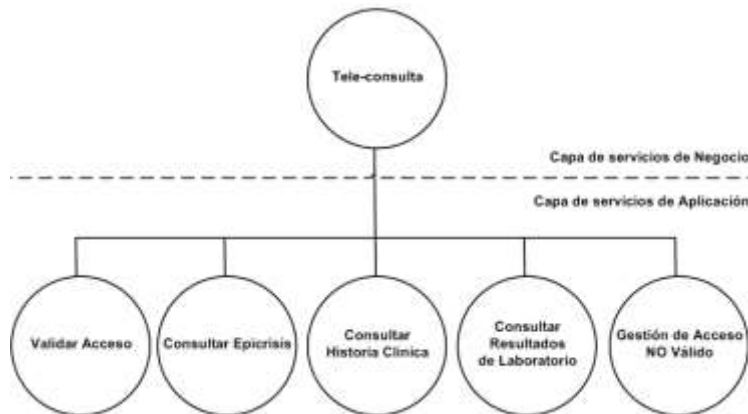 Tele-consulta
Capa de servicios de Negocio
Capa de servicios de Aplicación
Validar Acceso
Consultar Epicrisis
Consultar
Historia Clinica
Consultar
Resultados
de Laboratorio
Gestión de Acceso
NO Válido